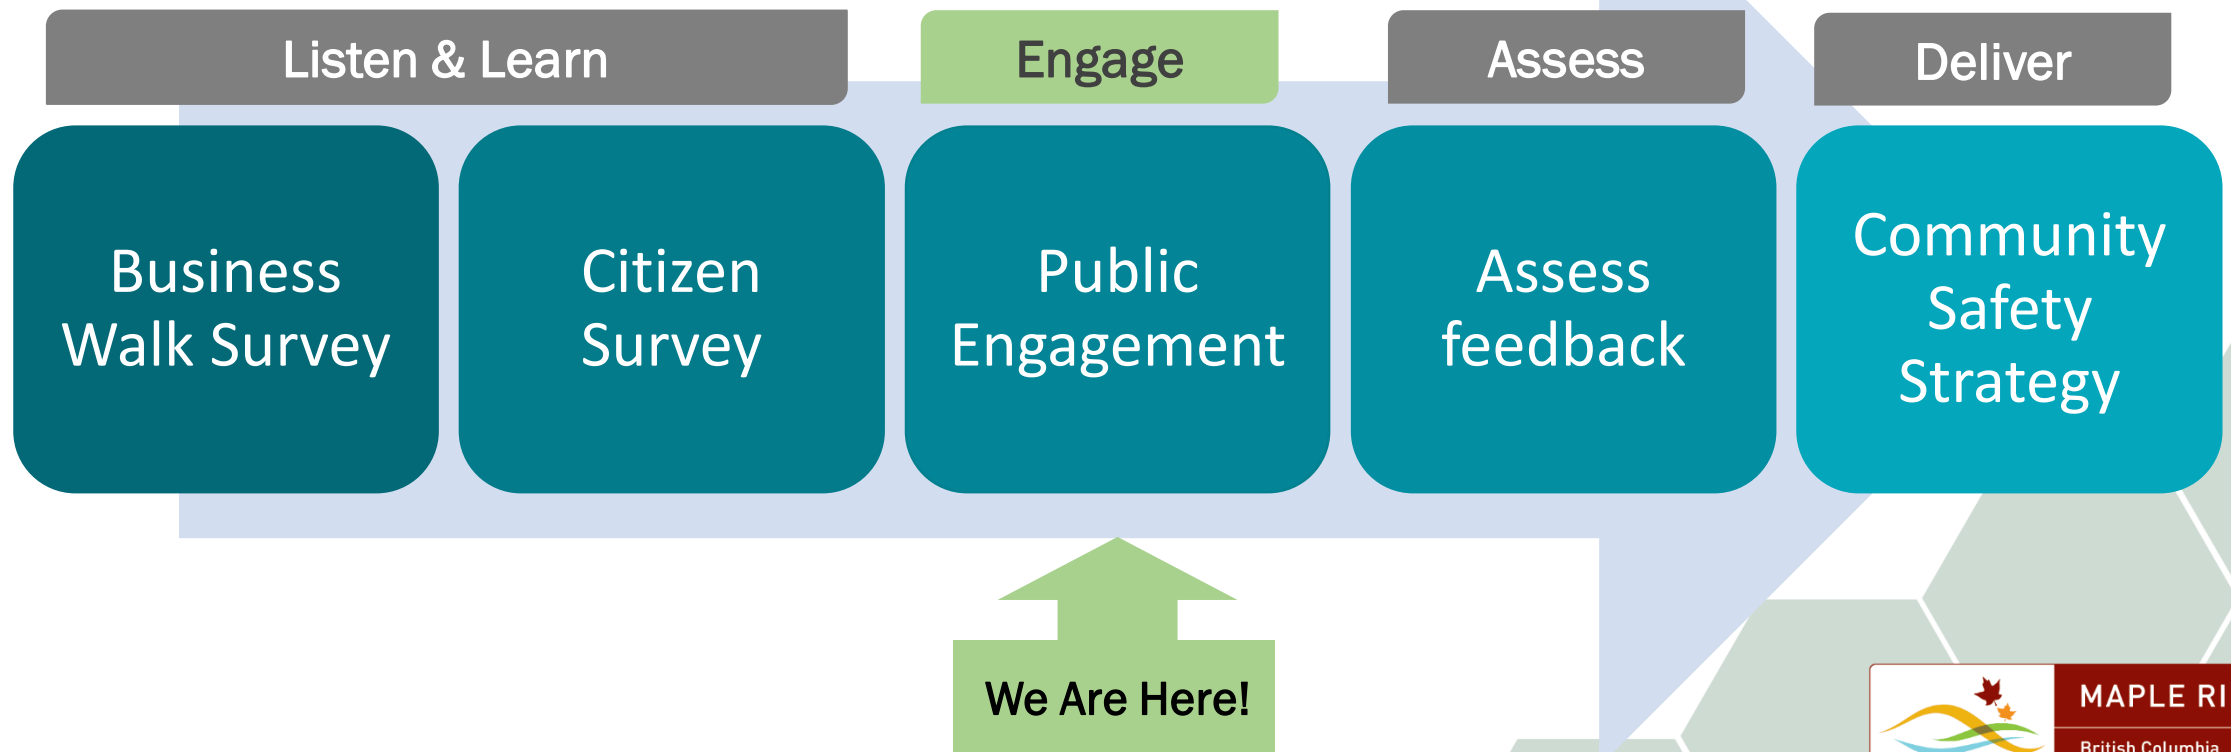 Listen & Learn
Engage
Assess
Deliver
Business
Walk Survey
Citizen
Survey
Public
Engagement
Assess
feedback
Community
Safety
Strategy
We Are Here!
MAPLE RI
British Columbia